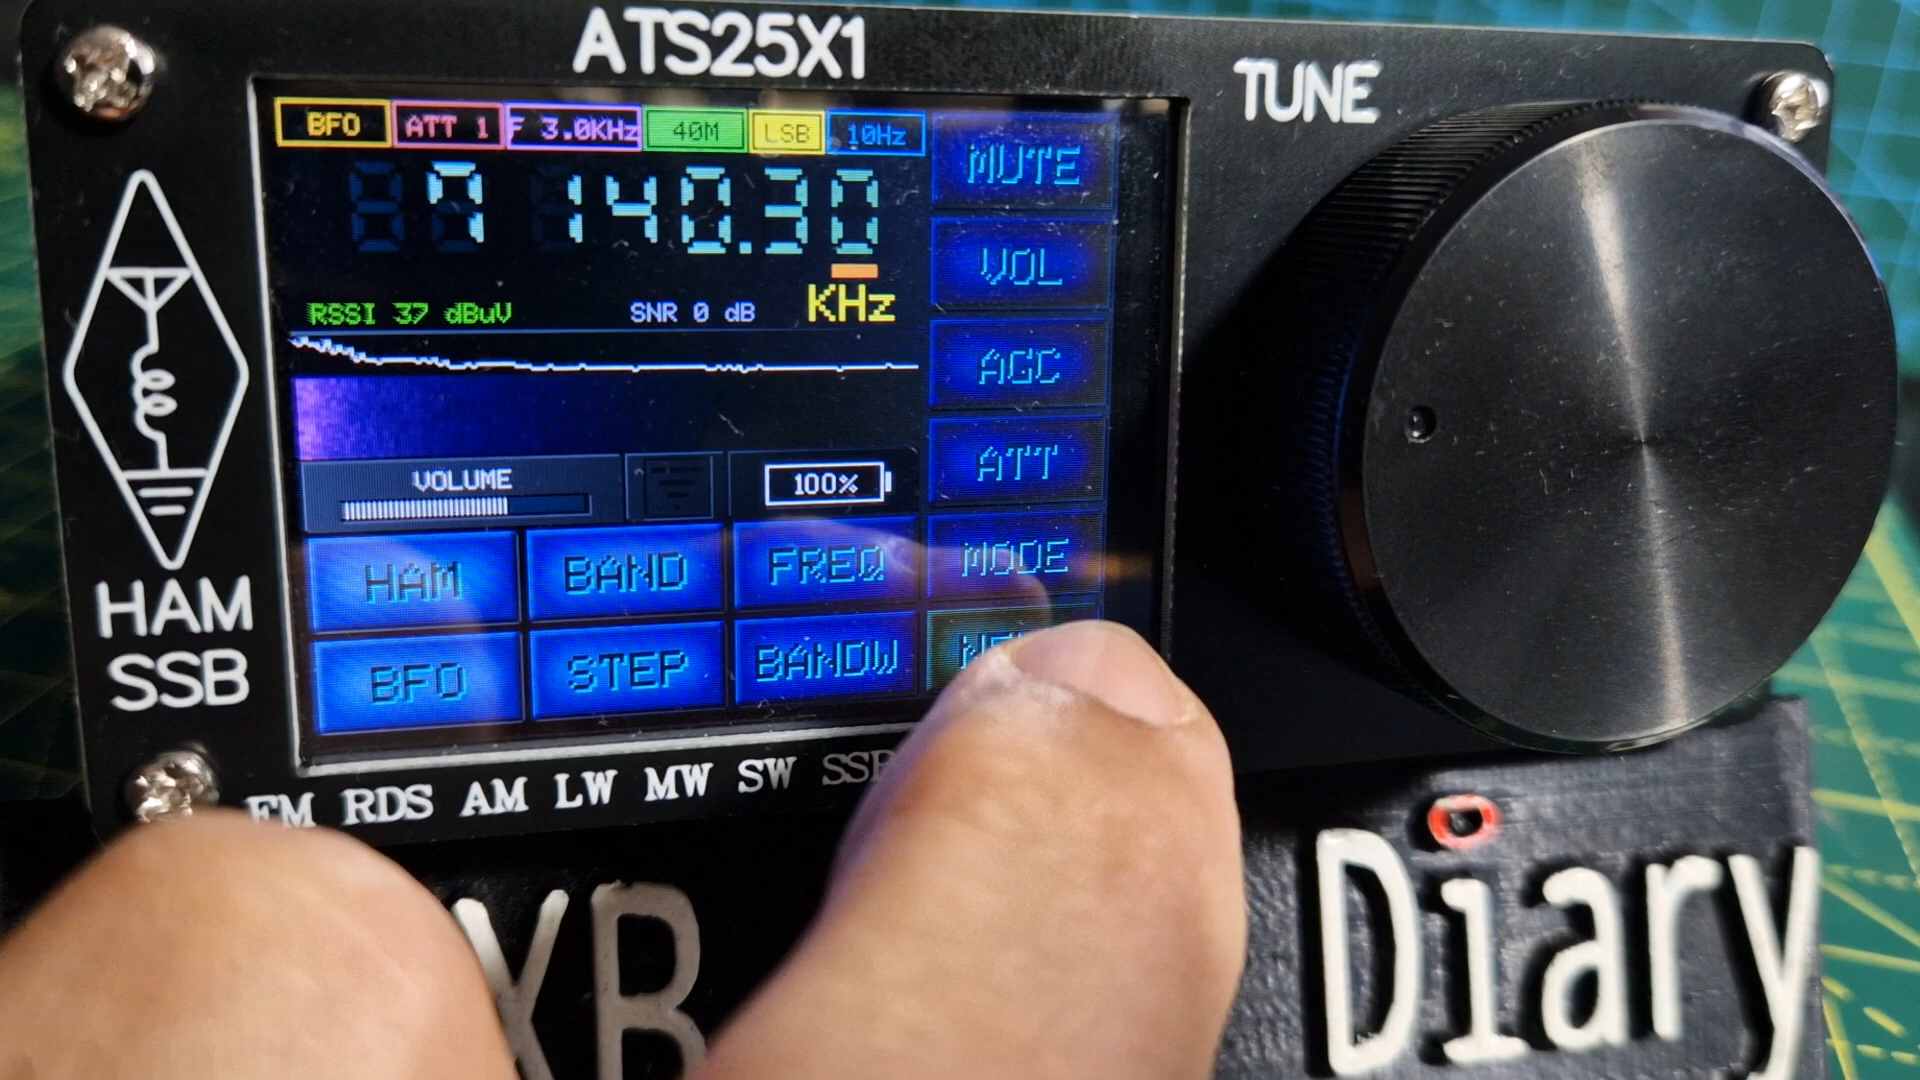 ATS25X1
TUNE
BFO ATT 1 F 3.0KHz 40M LSB 10Hz
7 140.30
KHz
RSSI 37 dBuV SNR 0 dB
VOLUME 100%
MUTE
VOL
AGC
ATT
MODE
HAM BAND FREQ
BFO STEP BANDW
HAM
SSB
FM RDS AM LW MW SW SSB
Diary